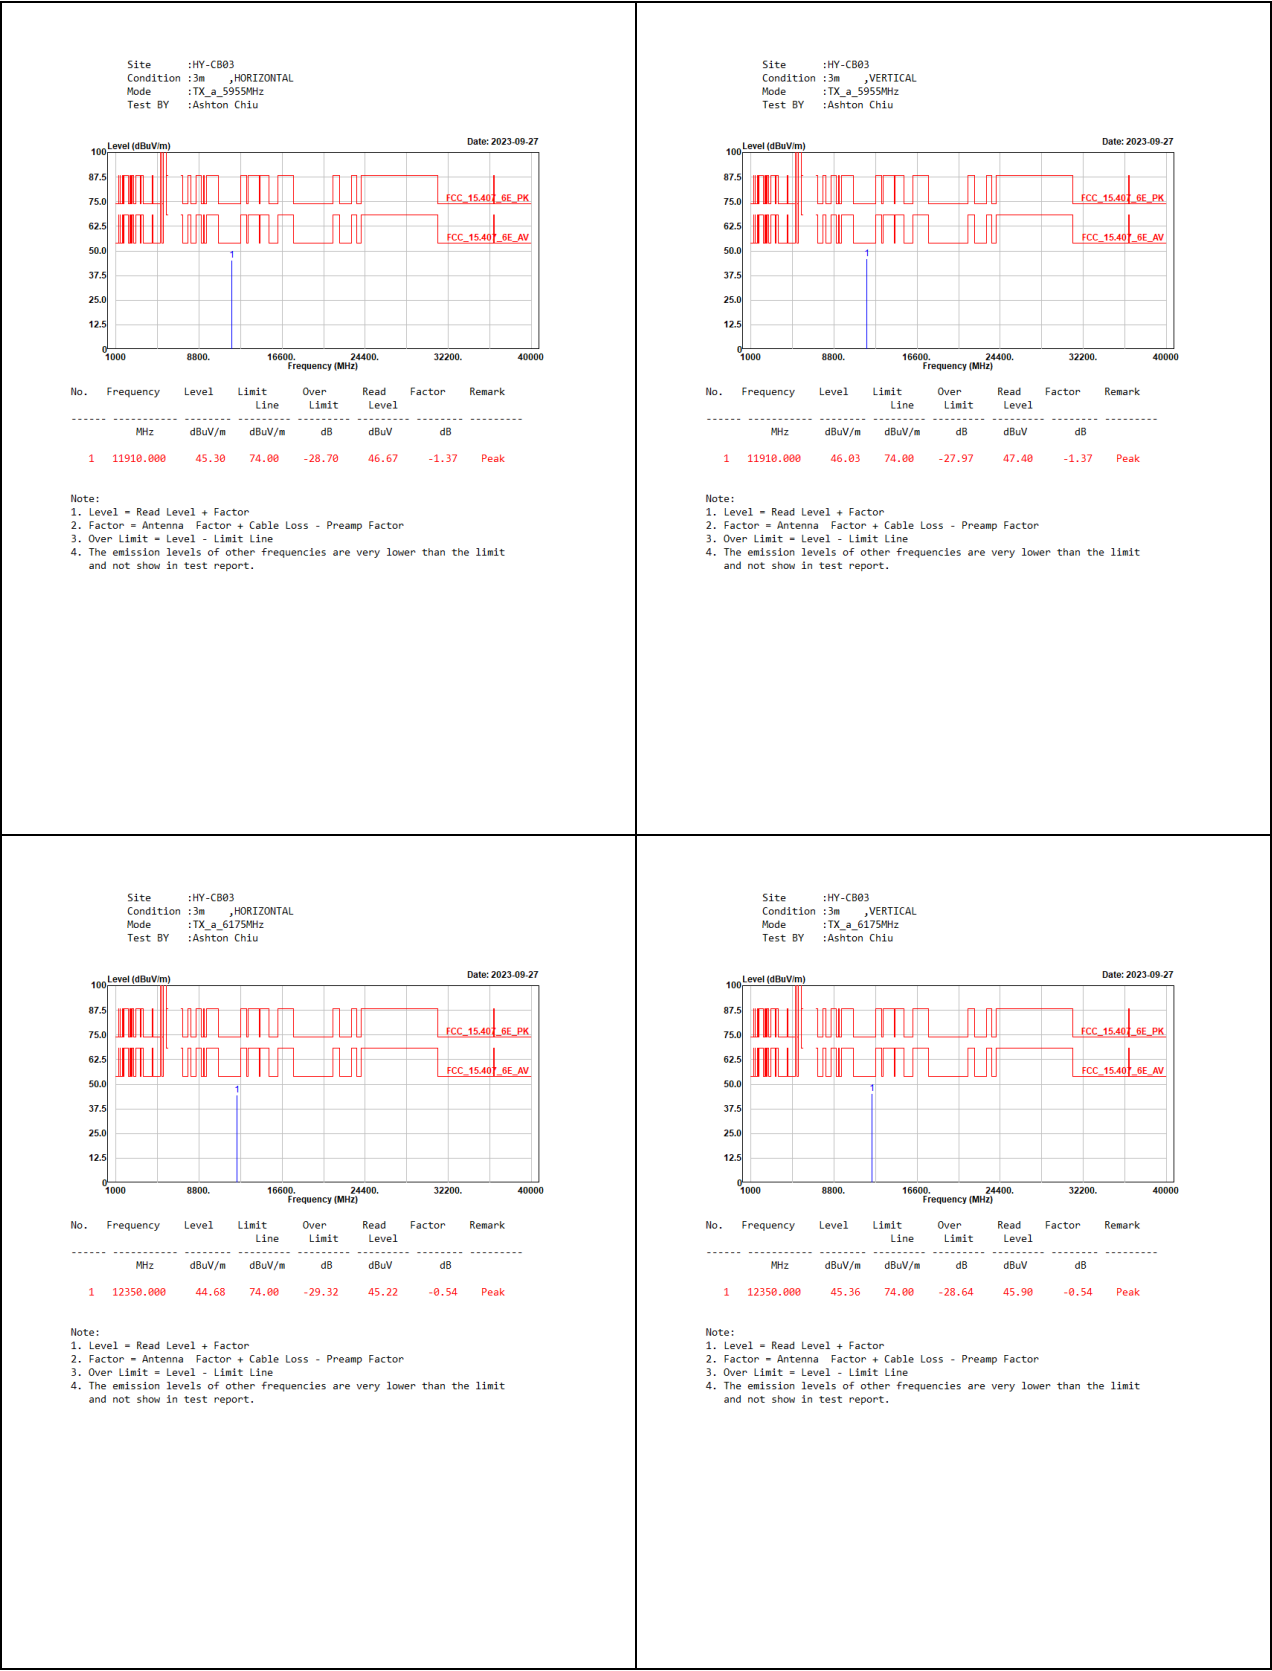 Site      :HY-CB03
Condition :3m    ,HORIZONTAL
Mode      :TX_a_5955MHz
Test BY   :Ashton Chiu
Level (dBuV/m)
Date: 2023-09-27
100
87.5
75.0
62.5
50.0
37.5
25.0
12.5
0
FCC_15.407_6E_PK
FCC_15.407_6E_AV
1
1000 8800. 16600. 24400. 32200. 40000
Frequency (MHz)
No. Frequency Level Limit Over Read Factor Remark
Line Limit Level
------ ----------- -------- --------- --------- -------- -------- ---------
MHz dBuV/m dBuV/m dB dBuV dB
1 11910.000 45.30 74.00 -28.70 46.67 -1.37 Peak
Note:
1. Level = Read Level + Factor
2. Factor = Antenna  Factor + Cable Loss - Preamp Factor
3. Over Limit = Level - Limit Line
4. The emission levels of other frequencies are very lower than the limit
and not show in test report.
Site      :HY-CB03
Condition :3m    ,VERTICAL
Mode      :TX_a_5955MHz
Test BY   :Ashton Chiu
Level (dBuV/m)
Date: 2023-09-27
100
87.5
75.0
62.5
50.0
37.5
25.0
12.5
0
FCC_15.407_6E_PK
FCC_15.407_6E_AV
1
1000 8800. 16600. 24400. 32200. 40000
Frequency (MHz)
No. Frequency Level Limit Over Read Factor Remark
Line Limit Level
------ ----------- -------- --------- --------- -------- -------- ---------
MHz dBuV/m dBuV/m dB dBuV dB
1 11910.000 46.03 74.00 -27.97 47.40 -1.37 Peak
Note:
1. Level = Read Level + Factor
2. Factor = Antenna  Factor + Cable Loss - Preamp Factor
3. Over Limit = Level - Limit Line
4. The emission levels of other frequencies are very lower than the limit
and not show in test report.
Site      :HY-CB03
Condition :3m    ,HORIZONTAL
Mode      :TX_a_6175MHz
Test BY   :Ashton Chiu
Level (dBuV/m)
Date: 2023-09-27
100
87.5
75.0
62.5
50.0
37.5
25.0
12.5
0
FCC_15.407_6E_PK
FCC_15.407_6E_AV
1
1000 8800. 16600. 24400. 32200. 40000
Frequency (MHz)
No. Frequency Level Limit Over Read Factor Remark
Line Limit Level
------ ----------- -------- --------- --------- -------- -------- ---------
MHz dBuV/m dBuV/m dB dBuV dB
1 12350.000 44.68 74.00 -29.32 45.22 -0.54 Peak
Note:
1. Level = Read Level + Factor
2. Factor = Antenna  Factor + Cable Loss - Preamp Factor
3. Over Limit = Level - Limit Line
4. The emission levels of other frequencies are very lower than the limit
and not show in test report.
Site      :HY-CB03
Condition :3m    ,VERTICAL
Mode      :TX_a_6175MHz
Test BY   :Ashton Chiu
Level (dBuV/m)
Date: 2023-09-27
100
87.5
75.0
62.5
50.0
37.5
25.0
12.5
0
FCC_15.407_6E_PK
FCC_15.407_6E_AV
1
1000 8800. 16600. 24400. 32200. 40000
Frequency (MHz)
No. Frequency Level Limit Over Read Factor Remark
Line Limit Level
------ ----------- -------- --------- --------- -------- -------- ---------
MHz dBuV/m dBuV/m dB dBuV dB
1 12350.000 45.36 74.00 -28.64 45.90 -0.54 Peak
Note:
1. Level = Read Level + Factor
2. Factor = Antenna  Factor + Cable Loss - Preamp Factor
3. Over Limit = Level - Limit Line
4. The emission levels of other frequencies are very lower than the limit
and not show in test report.